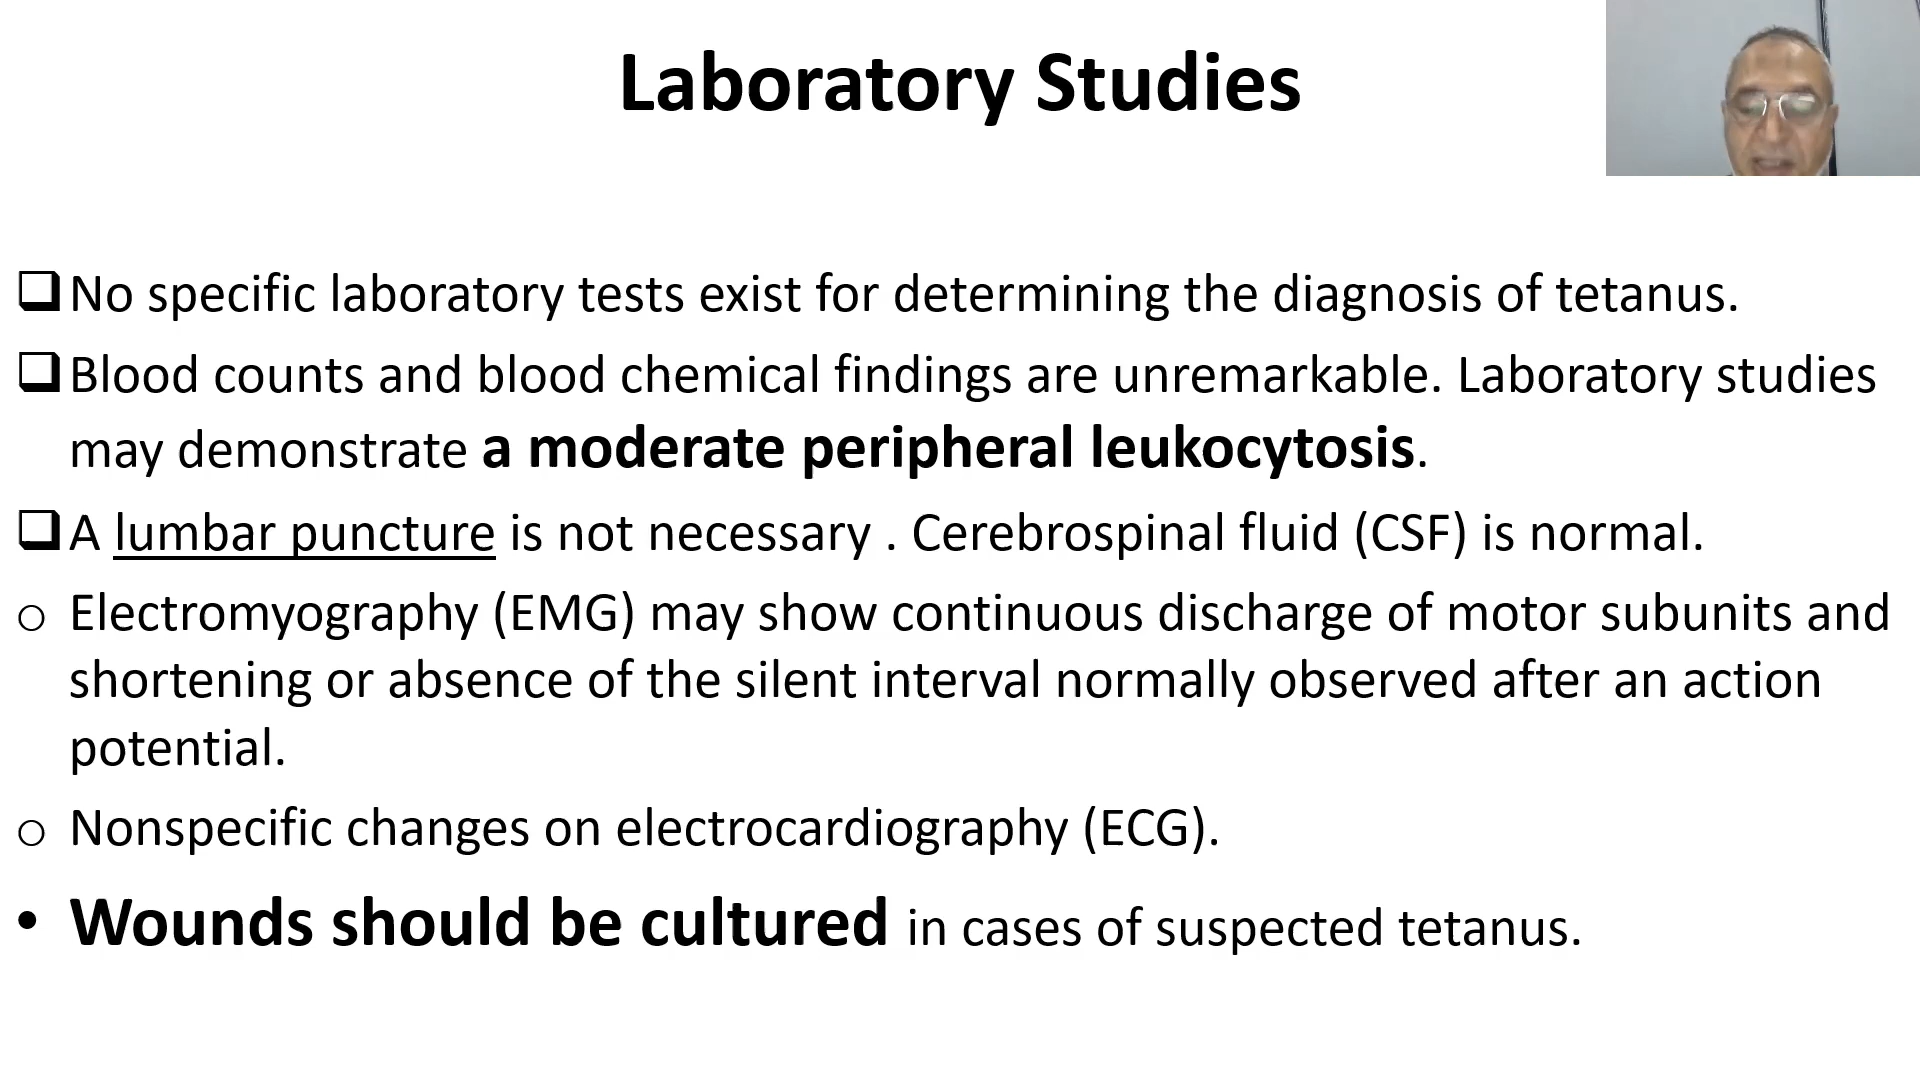 Laboratory Studies
❑No specific laboratory tests exist for determining the diagnosis of tetanus.
❑Blood counts and blood chemical findings are unremarkable. Laboratory studies
may demonstrate a moderate peripheral leukocytosis.
❑A lumbar puncture is not necessary . Cerebrospinal fluid (CSF) is normal.
o Electromyography (EMG) may show continuous discharge of motor subunits and
shortening or absence of the silent interval normally observed after an action
potential.
o Nonspecific changes on electrocardiography (ECG).
• Wounds should be cultured in cases of suspected tetanus.